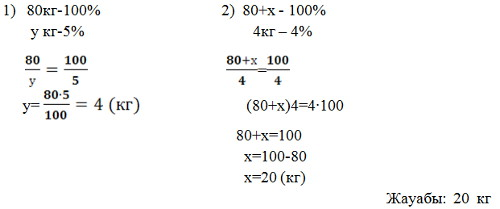 1) 80кг-100%
у кг-5%
80/у = 100/5
у= 80·5/100 = 4 (кг)
2) 80+х - 100%
4кг – 4%
80+х/4=100/4
(80+х)4=4·100
80+х=100
х=100-80
х=20 (кг)
Жауабы: 20 кг